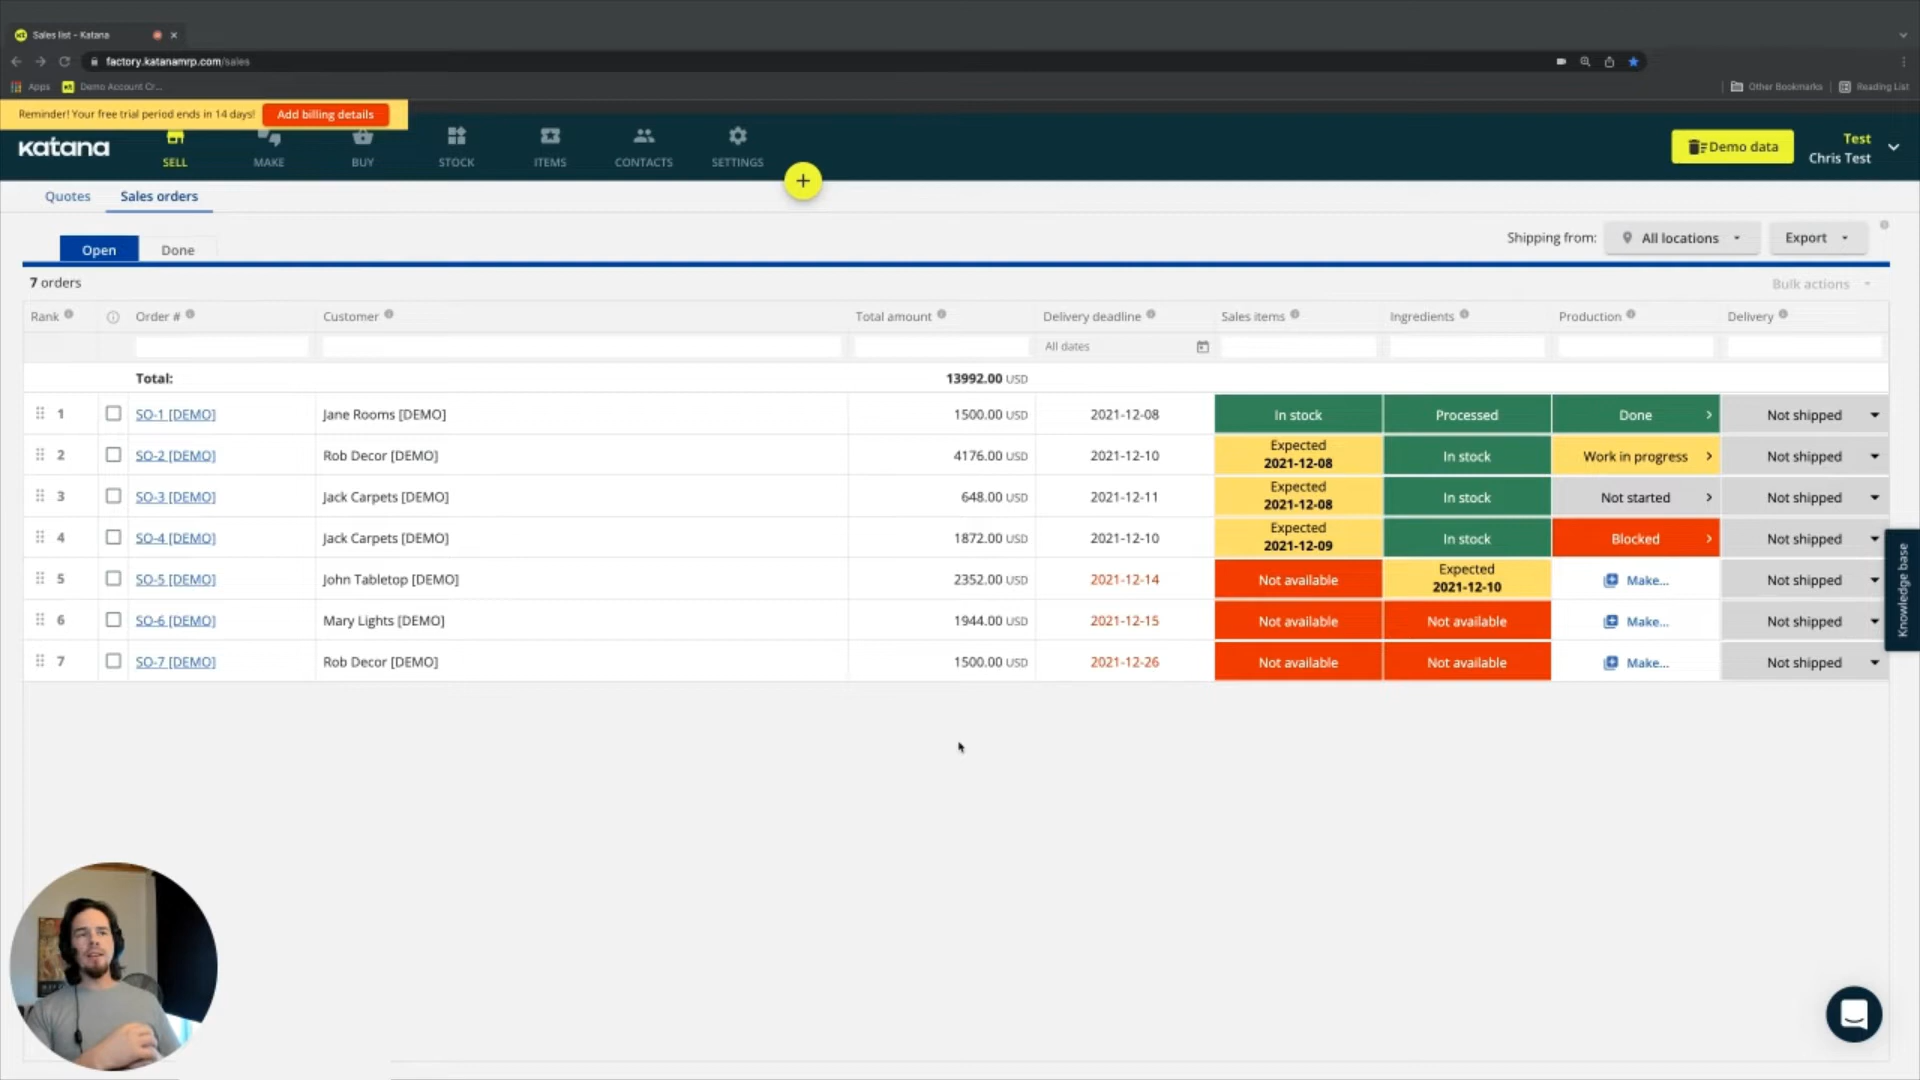 Sales list - Katana
factory.katanamrp.com/sales
Apps Demo Account Cr...
Other Bookmarks Reading List
Reminder! Your free trial period ends in 14 days! Add billing details
katana SELL MAKE BUY STOCK ITEMS CONTACTS SETTINGS + Demo data Test
Chris Test
Quotes Sales orders
Open Done Shipping from: All locations Export
7 orders Bulk actions
Rank Order # Customer Total amount Delivery deadline Sales items Ingredients Production Delivery
All dates
Total: 13992.00 USD
1 SO-1 [DEMO] Jane Rooms [DEMO] 1500.00 USD 2021-12-08 In stock Processed Done Not shipped
2 SO-2 [DEMO] Rob Decor [DEMO] 4176.00 USD 2021-12-10 Expected 2021-12-08 In stock Work in progress Not shipped
3 SO-3 [DEMO] Jack Carpets [DEMO] 648.00 USD 2021-12-11 Expected 2021-12-08 In stock Not started Not shipped
4 SO-4 [DEMO] Jack Carpets [DEMO] 1872.00 USD 2021-12-10 Expected 2021-12-09 In stock Blocked Not shipped
5 SO-5 [DEMO] John Tabletop [DEMO] 2352.00 USD 2021-12-14 Not available Expected 2021-12-10 Make... Not shipped
6 SO-6 [DEMO] Mary Lights [DEMO] 1944.00 USD 2021-12-15 Not available Not available Make... Not shipped
7 SO-7 [DEMO] Rob Decor [DEMO] 1500.00 USD 2021-12-26 Not available Not available Make... Not shipped
Knowledge base